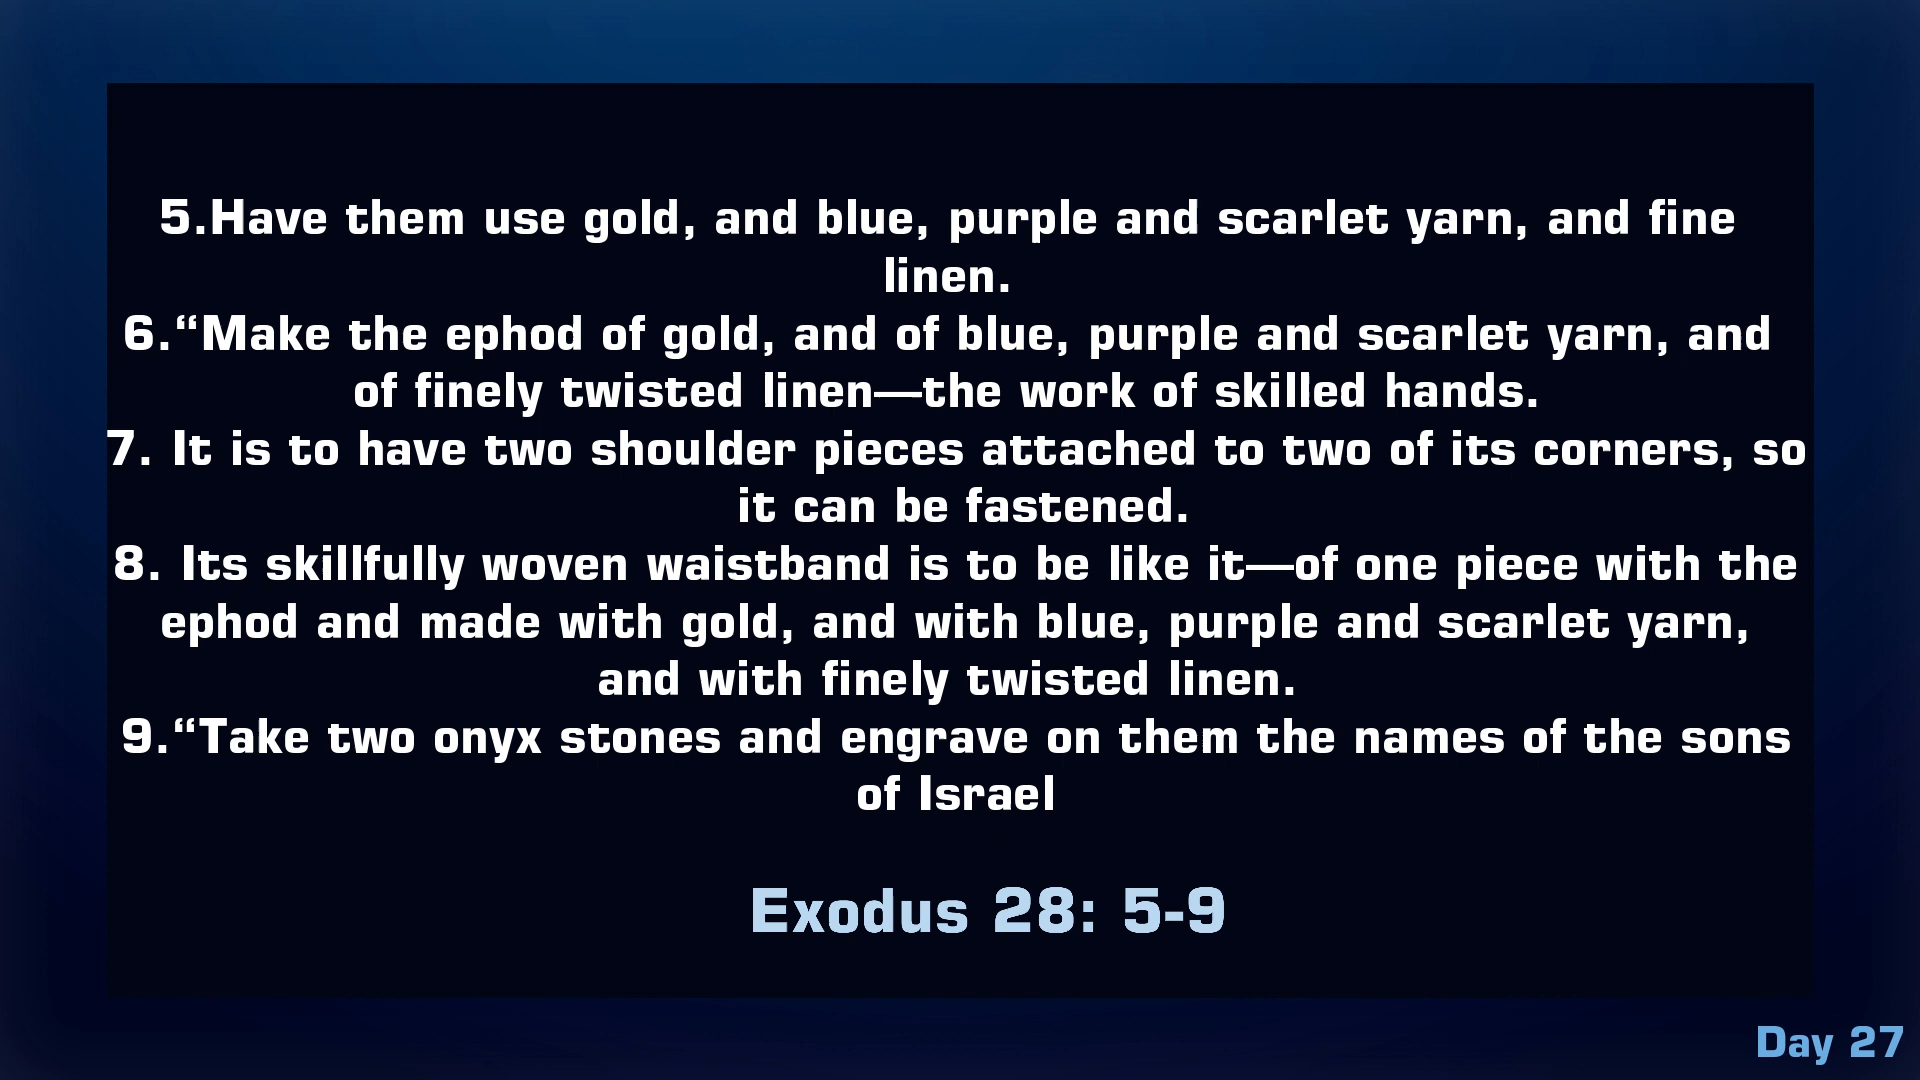 5.Have them use gold, and blue, purple and scarlet yarn, and fine
linen.
6.“Make the ephod of gold, and of blue, purple and scarlet yarn, and
of finely twisted linen—the work of skilled hands.
7. It is to have two shoulder pieces attached to two of its corners, so
it can be fastened.
8. Its skillfully woven waistband is to be like it—of one piece with the
ephod and made with gold, and with blue, purple and scarlet yarn,
and with finely twisted linen.
9.“Take two onyx stones and engrave on them the names of the sons
of Israel
Exodus 28: 5-9
Day 27